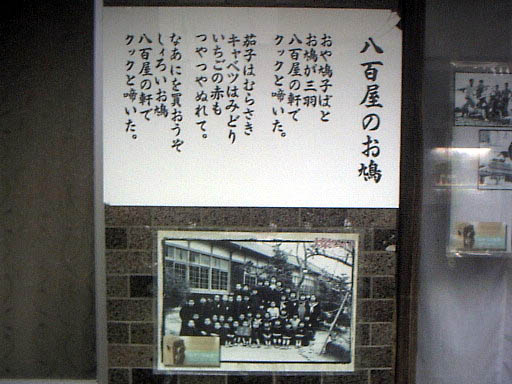 八百屋のお鳩
おや鳩子ばと
お鳩が三羽
八百屋の軒で
クックと啼いた。
茄子はむらさき
キャベツはみどり
いちごの赤も
つやつやぬれて。
なあにを買おうぞ
しょろいお鳩
八百屋の軒で
クックと啼いた。